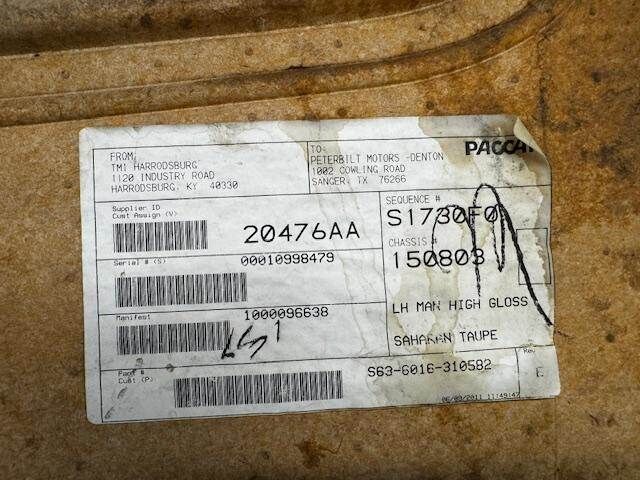 FROM:
TMI HARRODSBURG
1120 INDUSTRY ROAD
HARRODSBURG, KY 40330
TO:
PETERBILT MOTORS -DENTON
1002 COWLING ROAD
SANGER, TX 76266
PACCAR
Supplier ID
Cust Assign (V)
20476AA
SEQUENCE #
S1730F0
Serial # (S)
00010998479
CHASSIS #
150803
Manifest
1000096638
LH MAN HIGH GLOSS
SAHARAN TAUPE
Part #
Cust (P)
S63-6016-310582
Rev
E